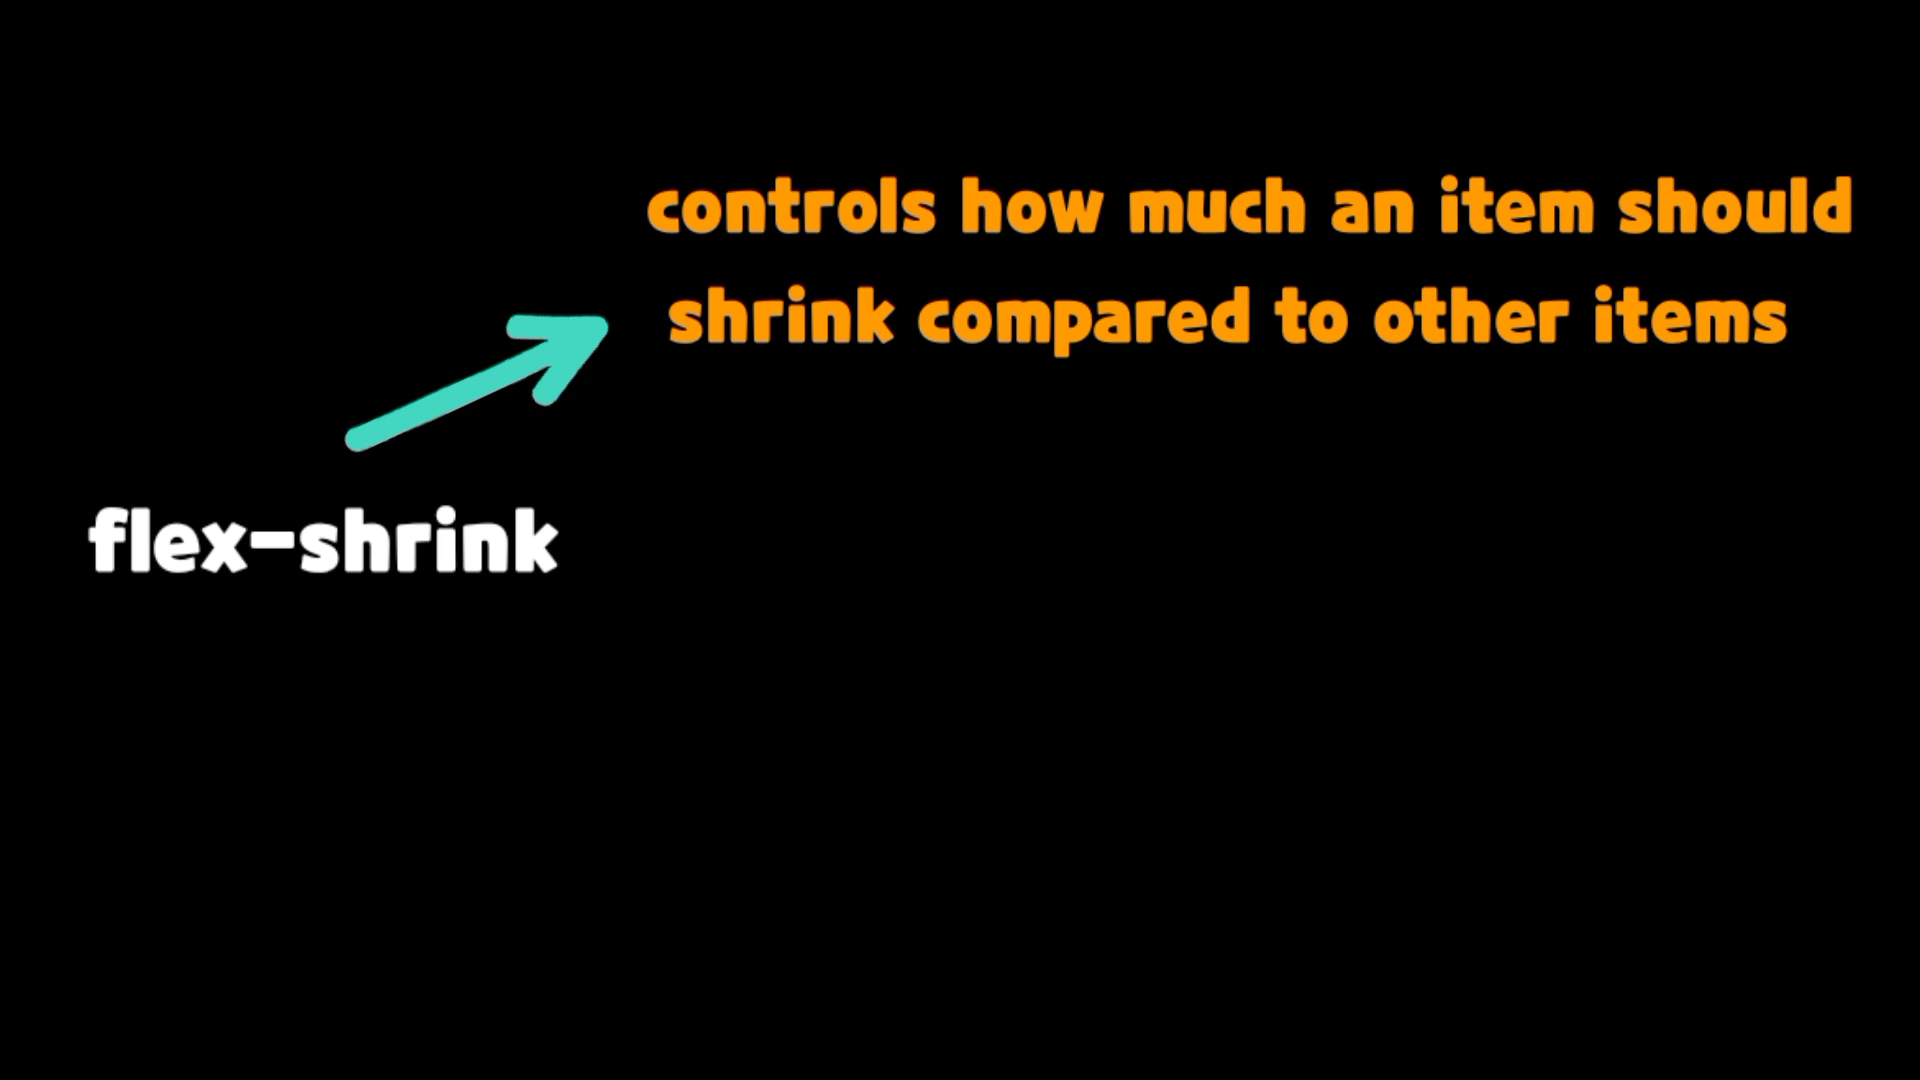 controls how much an item should
shrink compared to other items
flex-shrink